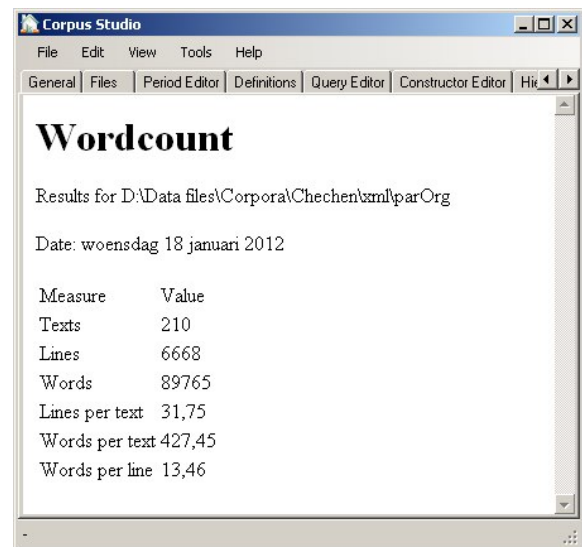 Corpus Studio
File Edit View Tools Help
General Files Period Editor Definitions Query Editor Constructor Editor
Wordcount
Results for D:\Data files\Corpora\Chechen\xml\parOrg
Date: woensdag 18 januari 2012
Measure Value
Texts 210
Lines 6668
Words 89765
Lines per text 31,75
Words per text 427,45
Words per line 13,46
-